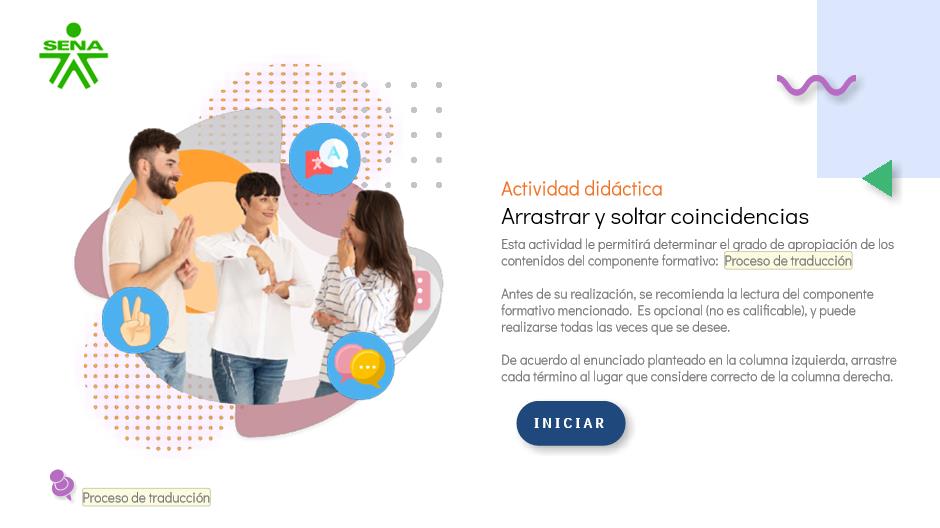 SENA
A
Actividad didáctica
Arrastrar y soltar coincidencias
Esta actividad le permitirá determinar el grado de apropiación de los
contenidos del componente formativo: Proceso de traducción
Antes de su realización, se recomienda la lectura del componente
formativo mencionado. Es opcional (no es calificable), y puede
realizarse todas las veces que se desee.
De acuerdo al enunciado planteado en la columna izquierda, arrastre
cada término al lugar que considere correcto de la columna derecha.
INICIAR
Proceso de traducción